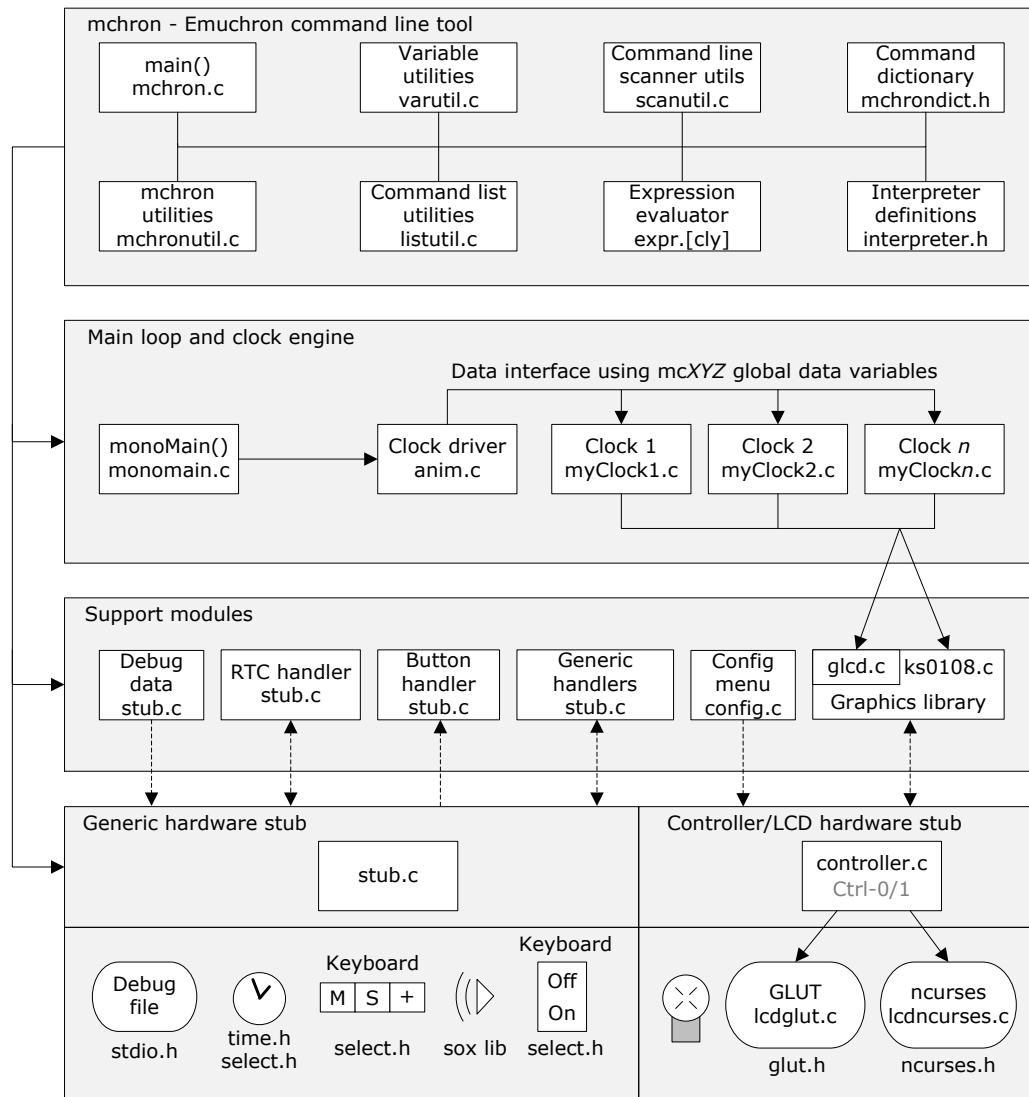 mchron - Emuchron command line tool
main()
mchron.c
Variable
utilities
varutil.c
Command line
scanner utils
scanutil.c
Command
dictionary
mchrondict.h
mchron
utilities
mchronutil.c
Command list
utilities
listutil.c
Expression
evaluator
expr.[cly]
Interpreter
definitions
interpreter.h
Main loop and clock engine
Data interface using mcXYZ global data variables
monoMain()
monomain.c
Clock driver
anim.c
Clock 1
myClock1.c
Clock 2
myClock2.c
Clock n
myClockn.c
Support modules
Debug
data
stub.c
RTC handler
stub.c
Button
handler
stub.c
Generic
handlers
stub.c
Config
menu
config.c
glcd.c
ks0108.c
Graphics library
Generic hardware stub
stub.c
Controller/LCD hardware stub
controller.c
Ctrl-0/1
Debug
file
stdio.h
time.h
select.h
Keyboard
M S +
select.h
sox lib
Keyboard
Off
On
select.h
GLUT
lcdglut.c
glut.h
ncurses
lcdncurses.c
ncurses.h